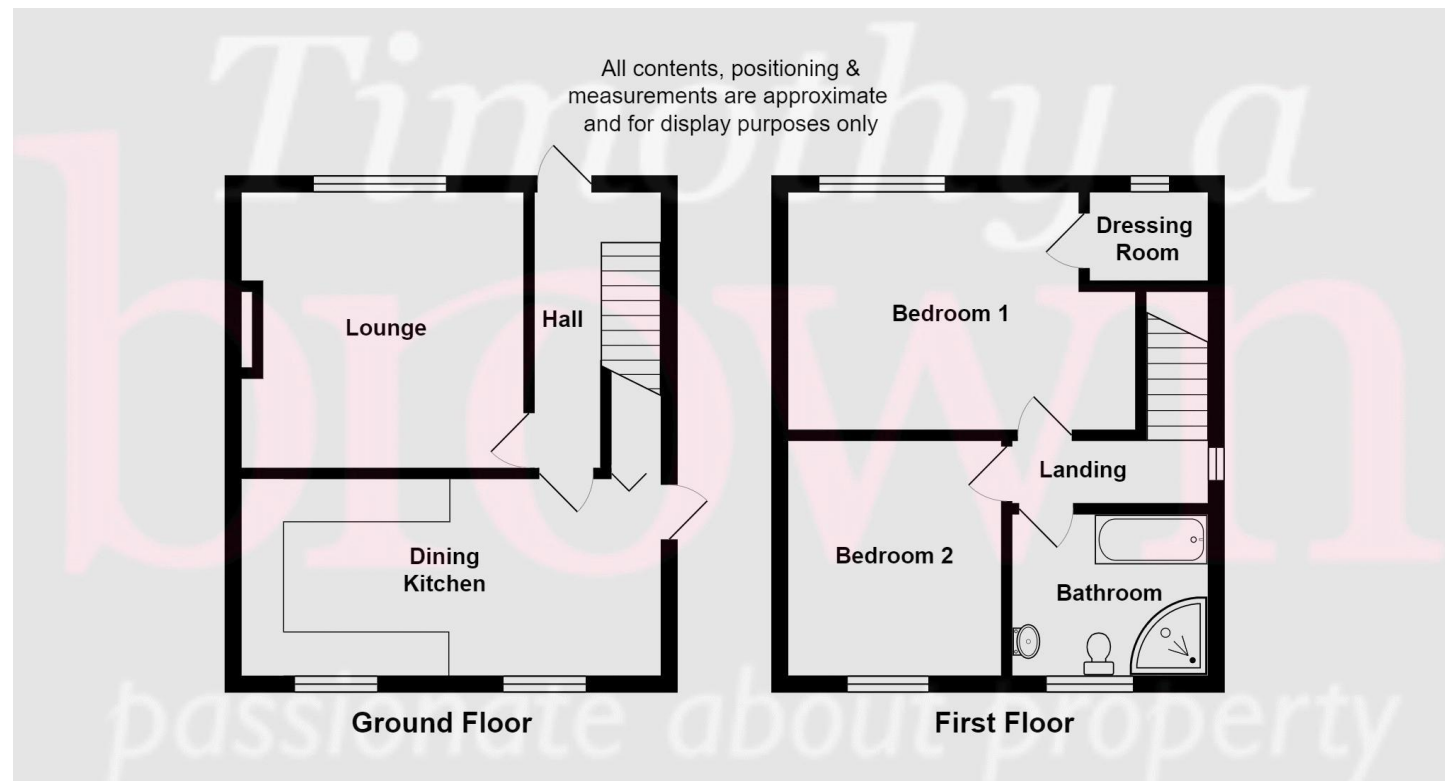 Timothy a
brown
passionate about property
All contents, positioning &
measurements are approximate
and for display purposes only
Lounge
Hall
Dining
Kitchen
Ground Floor
Dressing
Room
Bedroom 1
Landing
Bedroom 2
Bathroom
First Floor